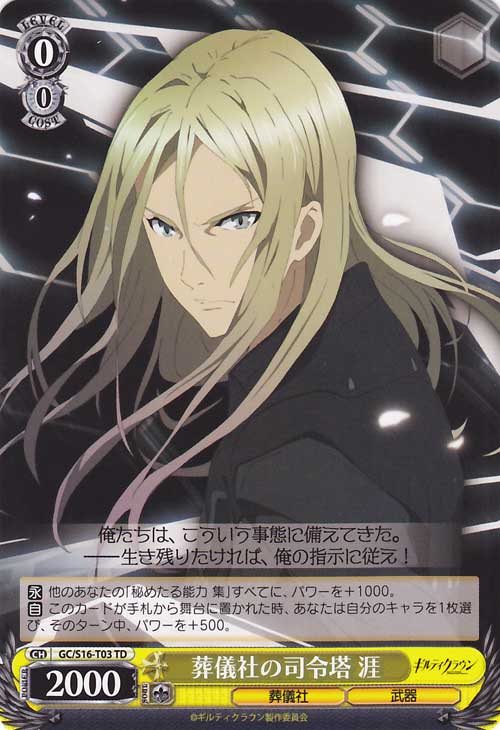 LEVEL
0
0
COST
俺たちは、こういう事態に備えてきた。
――生き残りたければ、俺の指示に従え！
永 他のあなたの「秘めたる能力 集」すべてに、パワーを＋1000。
自 このカードが手札から舞台に置かれた時、あなたは自分のキャラを1枚選
び、そのターン中、パワーを＋500。
CH GC/S16-T03 TD
POWER
2000
SOUL
葬儀社の司令塔 涯
ギルティクラウン
葬儀社
武器
©ギルティクラウン製作委員会